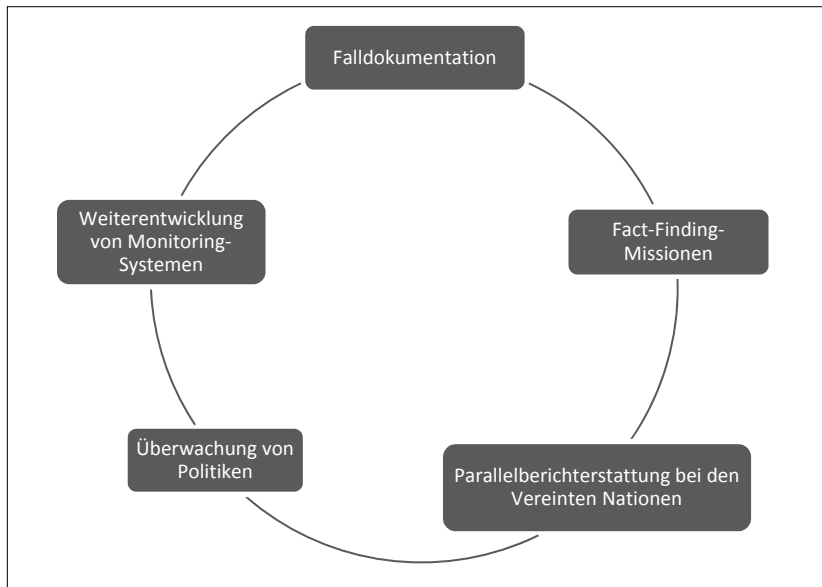 Falldokumentation
Fact-Finding-
Missionen
Parallelberichterstattung bei den
Vereinten Nationen
Überwachung von
Politiken
Weiterentwicklung
von Monitoring-
Systemen